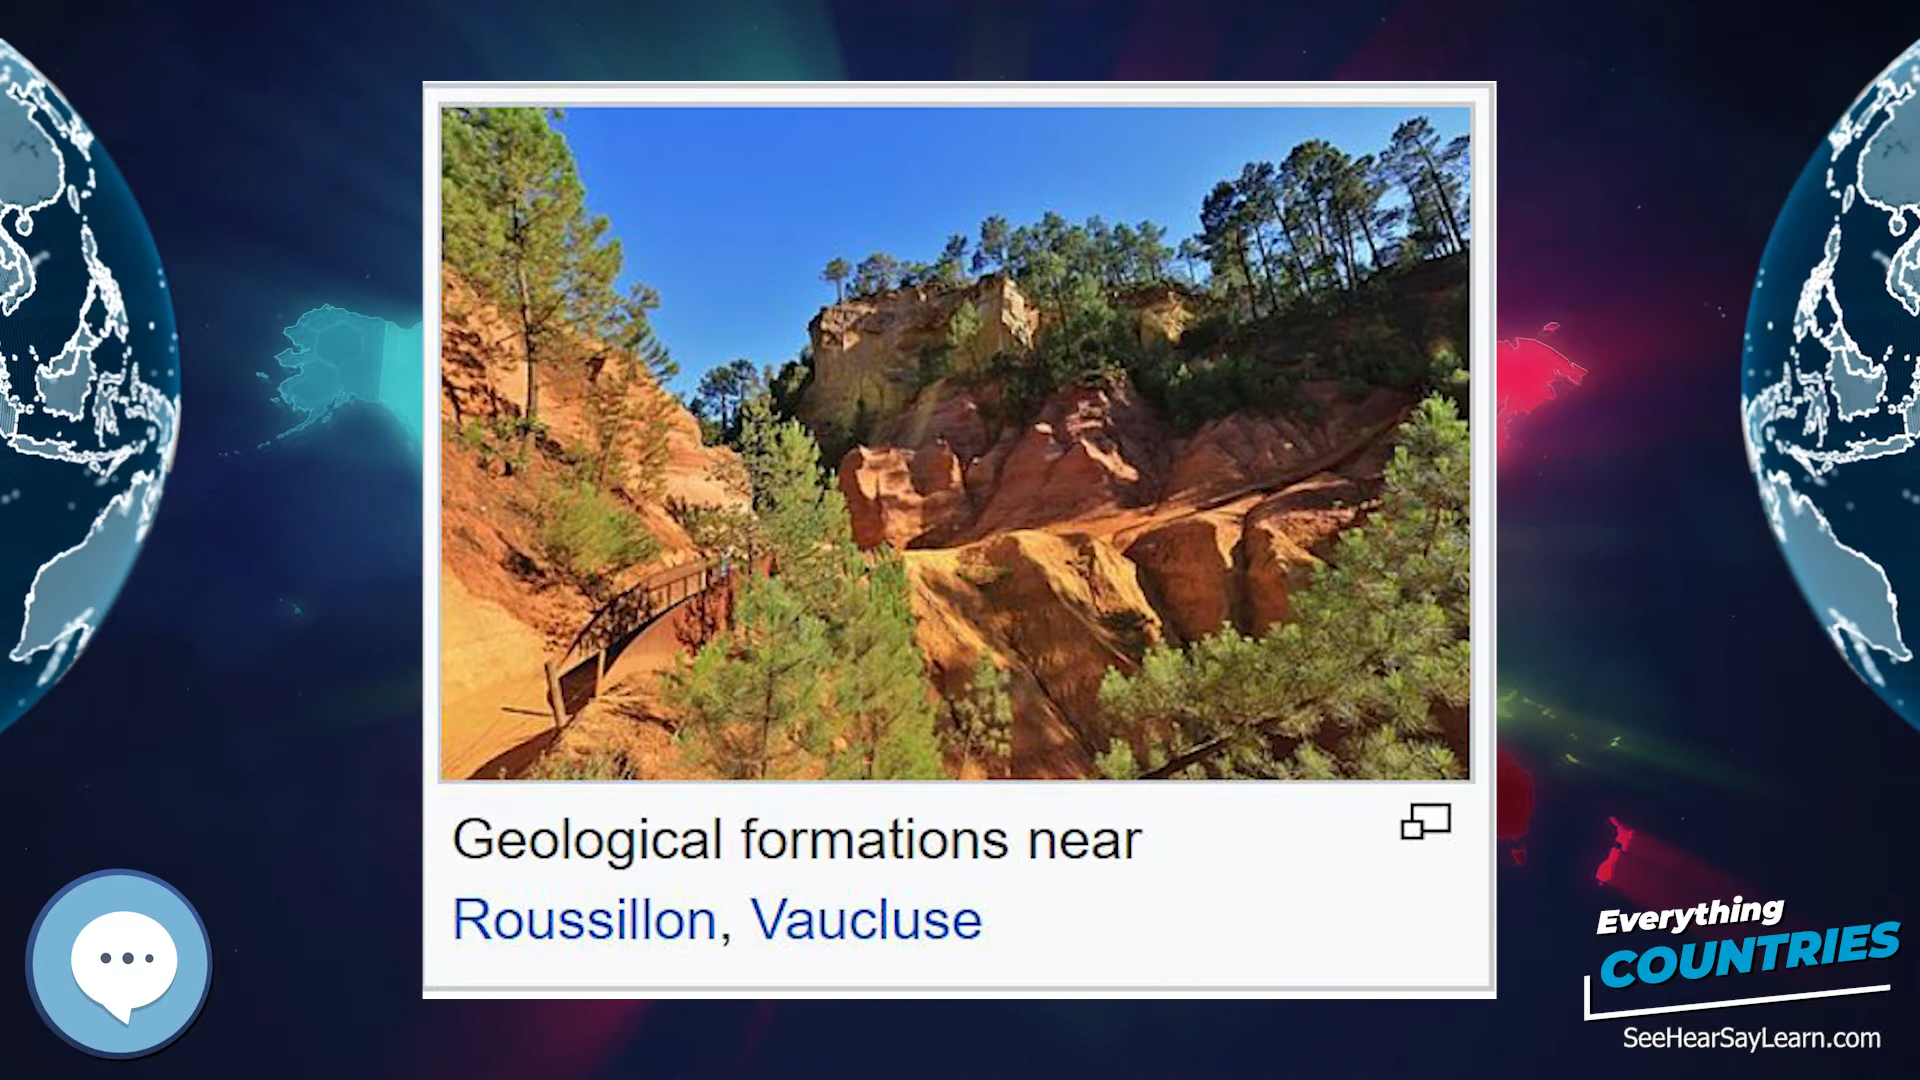 Geological formations near
Roussillon, Vaucluse
Everything
COUNTRIES
SeeHearSayLearn.com